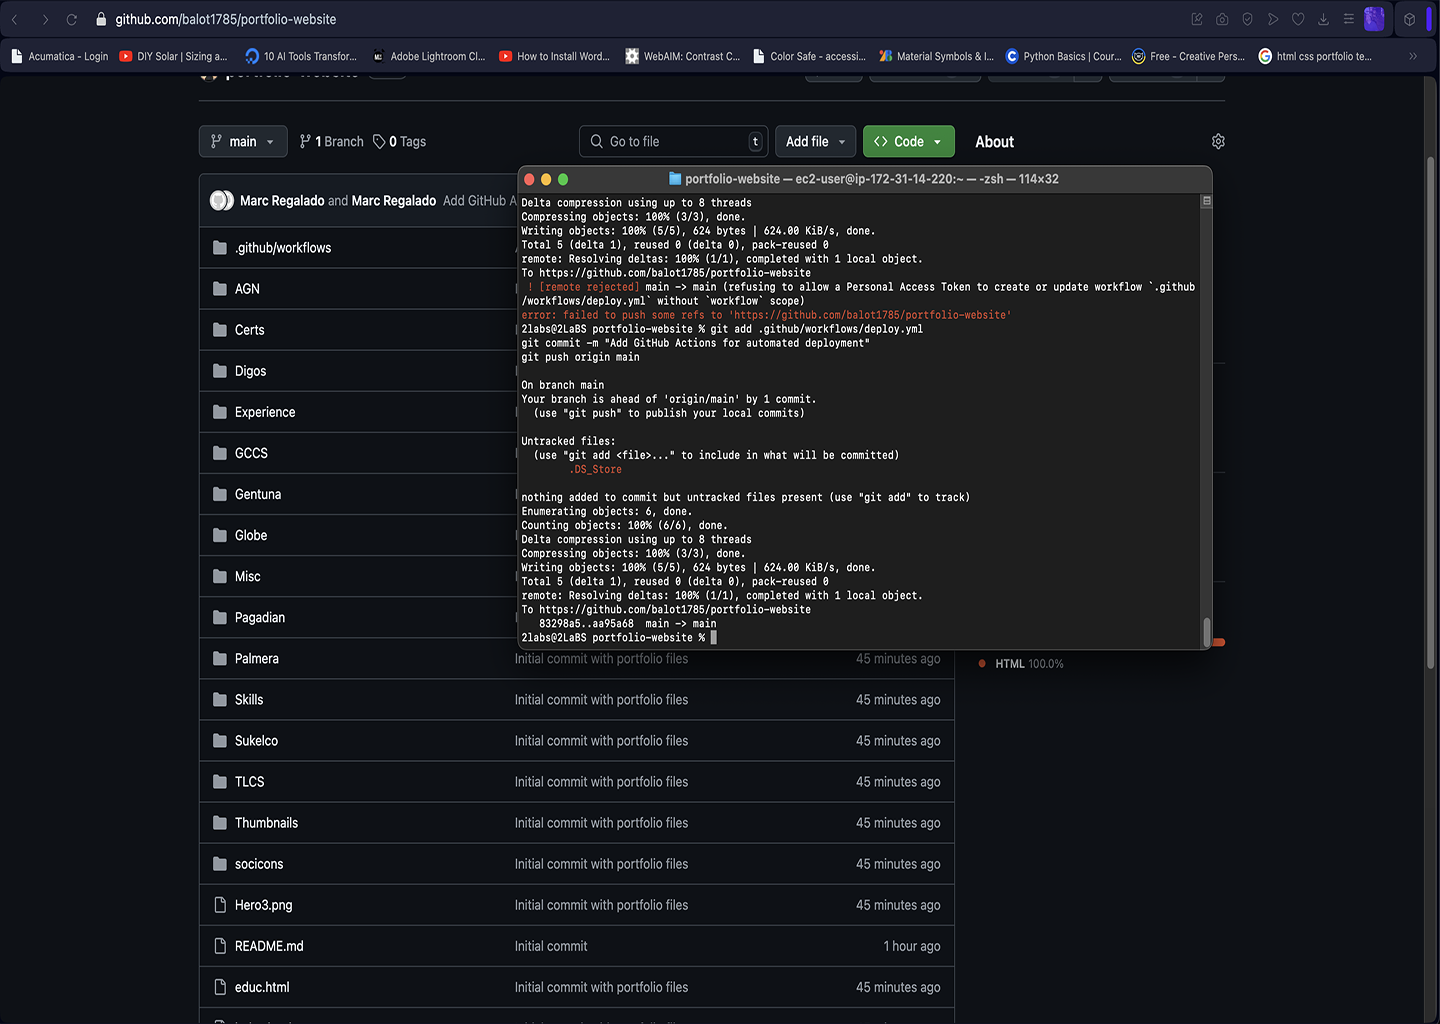 github.com/balot1785/portfolio-website
Acumatica - Login
DIY Solar | Sizing a...
10 AI Tools Transfor...
Adobe Lightroom Cl...
How to Install Word...
WebAIM: Contrast C...
Color Safe - accessi...
Material Symbols & I...
Python Basics | Cour...
Free - Creative Pers...
html css portfolio te...
main
1 Branch
0 Tags
Go to file
t
Add file
Code
About
Marc Regalado and Marc Regalado Add GitHub A
.github/workflows
AGN
Certs
Digos
Experience
GCCS
Gentuna
Globe
Misc
Pagadian
Palmera Initial commit with portfolio files 45 minutes ago
Skills Initial commit with portfolio files 45 minutes ago
Sukelco Initial commit with portfolio files 45 minutes ago
TLCS Initial commit with portfolio files 45 minutes ago
Thumbnails Initial commit with portfolio files 45 minutes ago
socicons Initial commit with portfolio files 45 minutes ago
Hero3.png Initial commit with portfolio files 45 minutes ago
README.md Initial commit 1 hour ago
educ.html Initial commit with portfolio files 45 minutes ago
portfolio-website — ec2-user@ip-172-31-14-220:~ — -zsh — 114×32
Delta compression using up to 8 threads
Compressing objects: 100% (3/3), done.
Writing objects: 100% (5/5), 624 bytes | 624.00 KiB/s, done.
Total 5 (delta 1), reused 0 (delta 0), pack-reused 0
remote: Resolving deltas: 100% (1/1), completed with 1 local object.
To https://github.com/balot1785/portfolio-website
! [remote rejected] main -> main (refusing to allow a Personal Access Token to create or update workflow `.github
/workflows/deploy.yml` without `workflow` scope)
error: failed to push some refs to 'https://github.com/balot1785/portfolio-website'
2labs@2LaBS portfolio-website % git add .github/workflows/deploy.yml
git commit -m "Add GitHub Actions for automated deployment"
git push origin main
On branch main
Your branch is ahead of 'origin/main' by 1 commit.
(use "git push" to publish your local commits)
Untracked files:
(use "git add <file>..." to include in what will be committed)
.DS_Store
nothing added to commit but untracked files present (use "git add" to track)
Enumerating objects: 6, done.
Counting objects: 100% (6/6), done.
Delta compression using up to 8 threads
Compressing objects: 100% (3/3), done.
Writing objects: 100% (5/5), 624 bytes | 624.00 KiB/s, done.
Total 5 (delta 1), reused 0 (delta 0), pack-reused 0
remote: Resolving deltas: 100% (1/1), completed with 1 local object.
To https://github.com/balot1785/portfolio-website
83298a5..aa95a68 main -> main
2labs@2LaBS portfolio-website %
HTML 100.0%